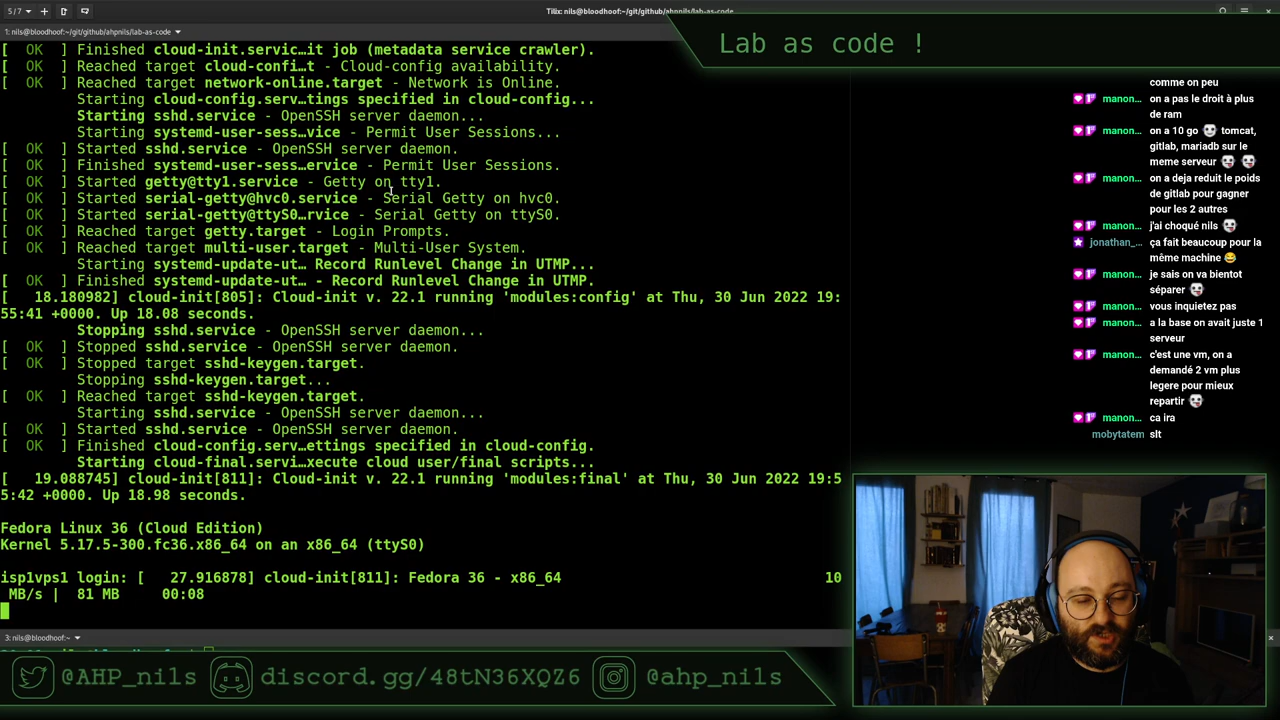 5/7
Tilix: nils@bloodhoof:~/git/github/ahpnils/lab-as-code
1: nils@bloodhoof:~/git/github/ahpnils/lab-as-code
Lab as code !
[  OK  ] Finished cloud-init.servic…it job (metadata service crawler).
[  OK  ] Reached target cloud-confi…t - Cloud-config availability.
[  OK  ] Reached target network-online.target - Network is Online.
Starting cloud-config.serv…tings specified in cloud-config...
Starting sshd.service - OpenSSH server daemon...
Starting systemd-user-sess…vice - Permit User Sessions...
[  OK  ] Started sshd.service - OpenSSH server daemon.
[  OK  ] Finished systemd-user-sess…ervice - Permit User Sessions.
[  OK  ] Started getty@tty1.service - Getty on tty1.
[  OK  ] Started serial-getty@hvc0.service - Serial Getty on hvc0.
[  OK  ] Started serial-getty@ttyS0…rvice - Serial Getty on ttyS0.
[  OK  ] Reached target getty.target - Login Prompts.
[  OK  ] Reached target multi-user.target - Multi-User System.
Starting systemd-update-ut… Record Runlevel Change in UTMP...
[  OK  ] Finished systemd-update-ut… - Record Runlevel Change in UTMP.
[   18.180982] cloud-init[805]: Cloud-init v. 22.1 running 'modules:config' at Thu, 30 Jun 2022 19:
55:41 +0000. Up 18.08 seconds.
Stopping sshd.service - OpenSSH server daemon...
[  OK  ] Stopped sshd.service - OpenSSH server daemon.
[  OK  ] Stopped target sshd-keygen.target.
Stopping sshd-keygen.target...
[  OK  ] Reached target sshd-keygen.target.
Starting sshd.service - OpenSSH server daemon...
[  OK  ] Started sshd.service - OpenSSH server daemon.
[  OK  ] Finished cloud-config.serv…ettings specified in cloud-config.
Starting cloud-final.servi…xecute cloud user/final scripts...
[   19.088745] cloud-init[811]: Cloud-init v. 22.1 running 'modules:final' at Thu, 30 Jun 2022 19:5
5:42 +0000. Up 18.98 seconds.
Fedora Linux 36 (Cloud Edition)
Kernel 5.17.5-300.fc36.x86_64 on an x86_64 (ttyS0)
isp1vps1 login: [   27.916878] cloud-init[811]: Fedora 36 - x86_64 10
MB/s |  81 MB     00:08
3: nils@bloodhoof:~
comme on peu
manon… on a pas le droit à plus
de ram
manon… on a 10 go tomcat,
gitlab, mariadb sur le
meme serveur
manon… on a deja reduit le poids
de gitlab pour gagner
pour les 2 autres
manon… j'ai choqué nils
jonathan_… ça fait beaucoup pour la
même machine
manon… je sais on va bientot
séparer
manon… vous inquietez pas
manon… a la base on avait juste 1
serveur
manon… c'est une vm, on a
demandé 2 vm plus
legere pour mieux
repartir
manon… ca ira
mobytatem slt
@AHP_nils discord.gg/48tN36XQZ6 @ahp_nils